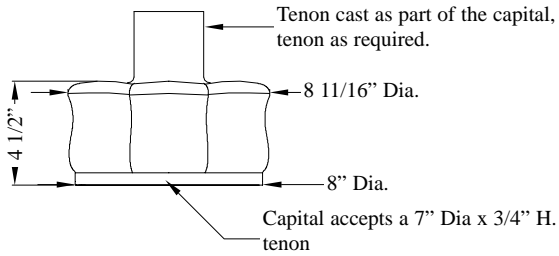 Tenon cast as part of the capital,
tenon as required.
8 11/16” Dia.
4 1/2”
8” Dia.
Capital accepts a 7” Dia x 3/4” H.
tenon